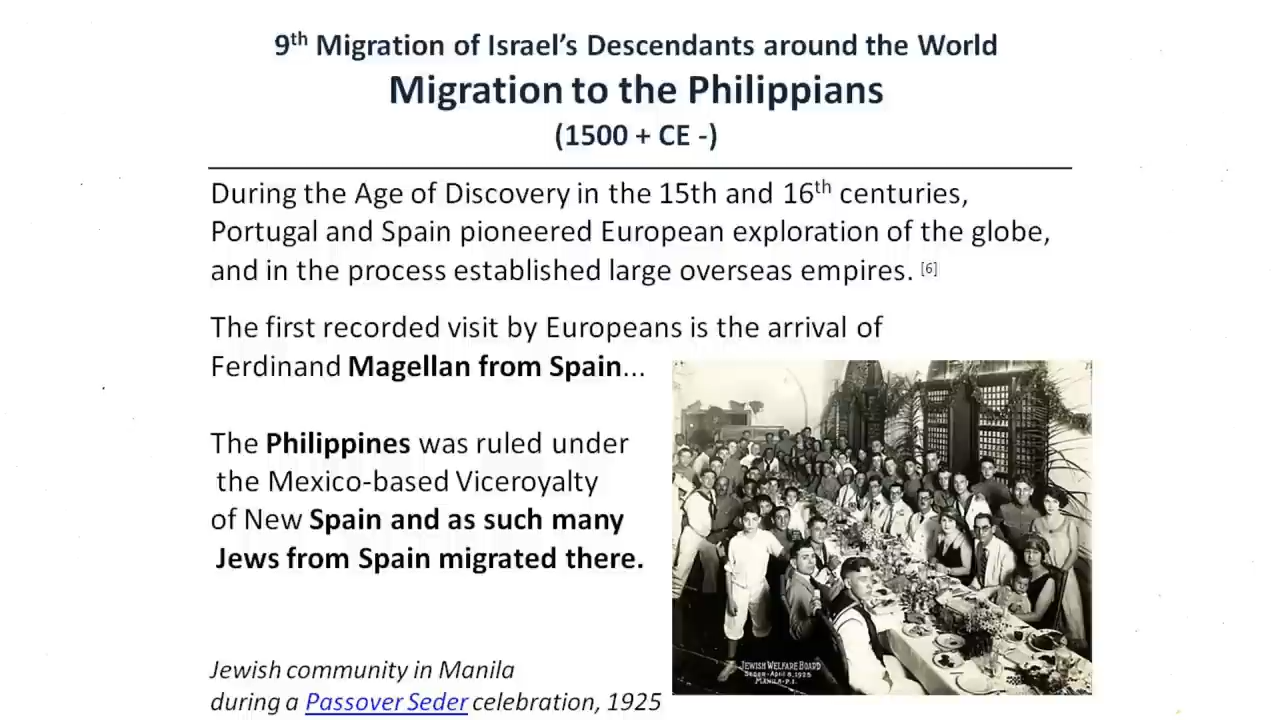 9th Migration of Israel’s Descendants around the World
Migration to the Philippians
(1500 + CE -)
During the Age of Discovery in the 15th and 16th centuries,
Portugal and Spain pioneered European exploration of the globe,
and in the process established large overseas empires. [6]
The first recorded visit by Europeans is the arrival of
Ferdinand Magellan from Spain...
The Philippines was ruled under
the Mexico-based Viceroyalty
of New Spain and as such many
Jews from Spain migrated there.
JEWISH WELFARE BOARD
SEDER - APRIL 8, 1925
MANILA - P.I.
Jewish community in Manila
during a Passover Seder celebration, 1925